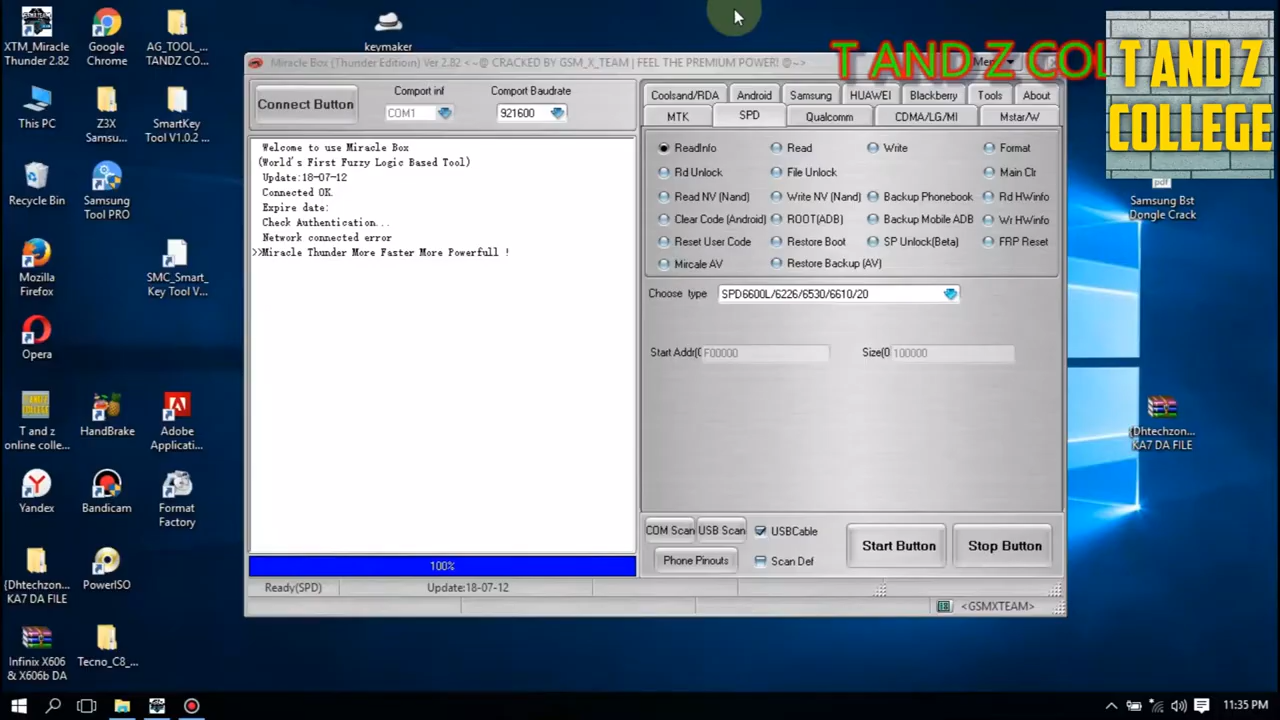 XTM_Miracle
Thunder 2.82
Google
Chrome
AG_TOOL_...
TANDZ CO...
keymaker
This PC
Z3X
Samsu...
SmartKey
Tool V1.0.2 ...
Recycle Bin
Samsung
Tool PRO
Mozilla
Firefox
SMC_Smart_
Key Tool V...
Opera
T and z
online colle...
HandBrake
Adobe
Applicati...
Yandex
Bandicam
Format
Factory
{Dhtechzon...
KA7 DA FILE
PowerISO
Infinix X606
& X606b DA
Tecno_C8_...
Miracle Box (Thunder Edition) Ver 2.82 <~@ CRACKED BY GSM_X_TEAM | FEEL THE PREMIUM POWER! @~>
Menu
Connect Button
Comport inf
COM1
Comport Baudrate
921600
Welcome to use Miracle Box
(World's First Fuzzy Logic Based Tool)
Update:18-07-12
Connected OK.
Expire date:
Check Authentication...
Network connected error
>>Miracle Thunder More Faster More Powerfull !
100%
Ready(SPD)
Update:18-07-12
Coolsand/RDA
Android
Samsung
HUAWEI
Blackberry
Tools
About
MTK
SPD
Qualcomm
CDMA/LG/MI
Mstar/W
ReadInfo
Read
Write
Format
Rd Unlock
File Unlock
Main Clr
Read NV (Nand)
Write NV (Nand)
Backup Phonebook
Rd HWinfo
Clear Code (Android)
ROOT(ADB)
Backup Mobile ADB
Wr HWinfo
Reset User Code
Restore Boot
SP Unlock(Beta)
FRP Reset
Mircale AV
Restore Backup (AV)
Choose type
SPD6600L/6226/6530/6610/20
Start Addr(0
F00000
Size(0
100000
COM Scan
USB Scan
USBCable
Phone Pinouts
Scan Def
Start Button
Stop Button
<GSMXTEAM>
T AND Z COL
T AND Z
COLLEGE
pdf
Samsung Bst
Dongle Crack
{Dhtechzon...
KA7 DA FILE
11:35 PM